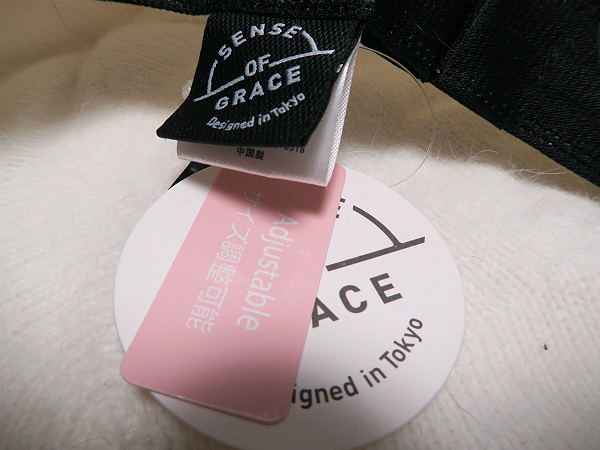 SENSE
OF
GRACE
Designed in Tokyo
中国製
Adjustable
サイズ調整可能
ACE
signed in Tokyo